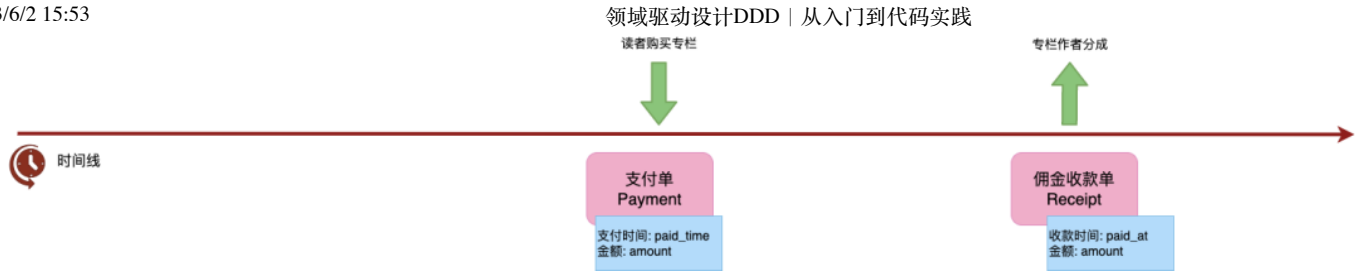 3/6/2 15:53
领域驱动设计DDD | 从入门到代码实践
读者购买专栏
专栏作者分成
时间线
支付单
Payment
支付时间: paid_time
金额: amount
佣金收款单
Receipt
收款时间: paid_at
金额: amount